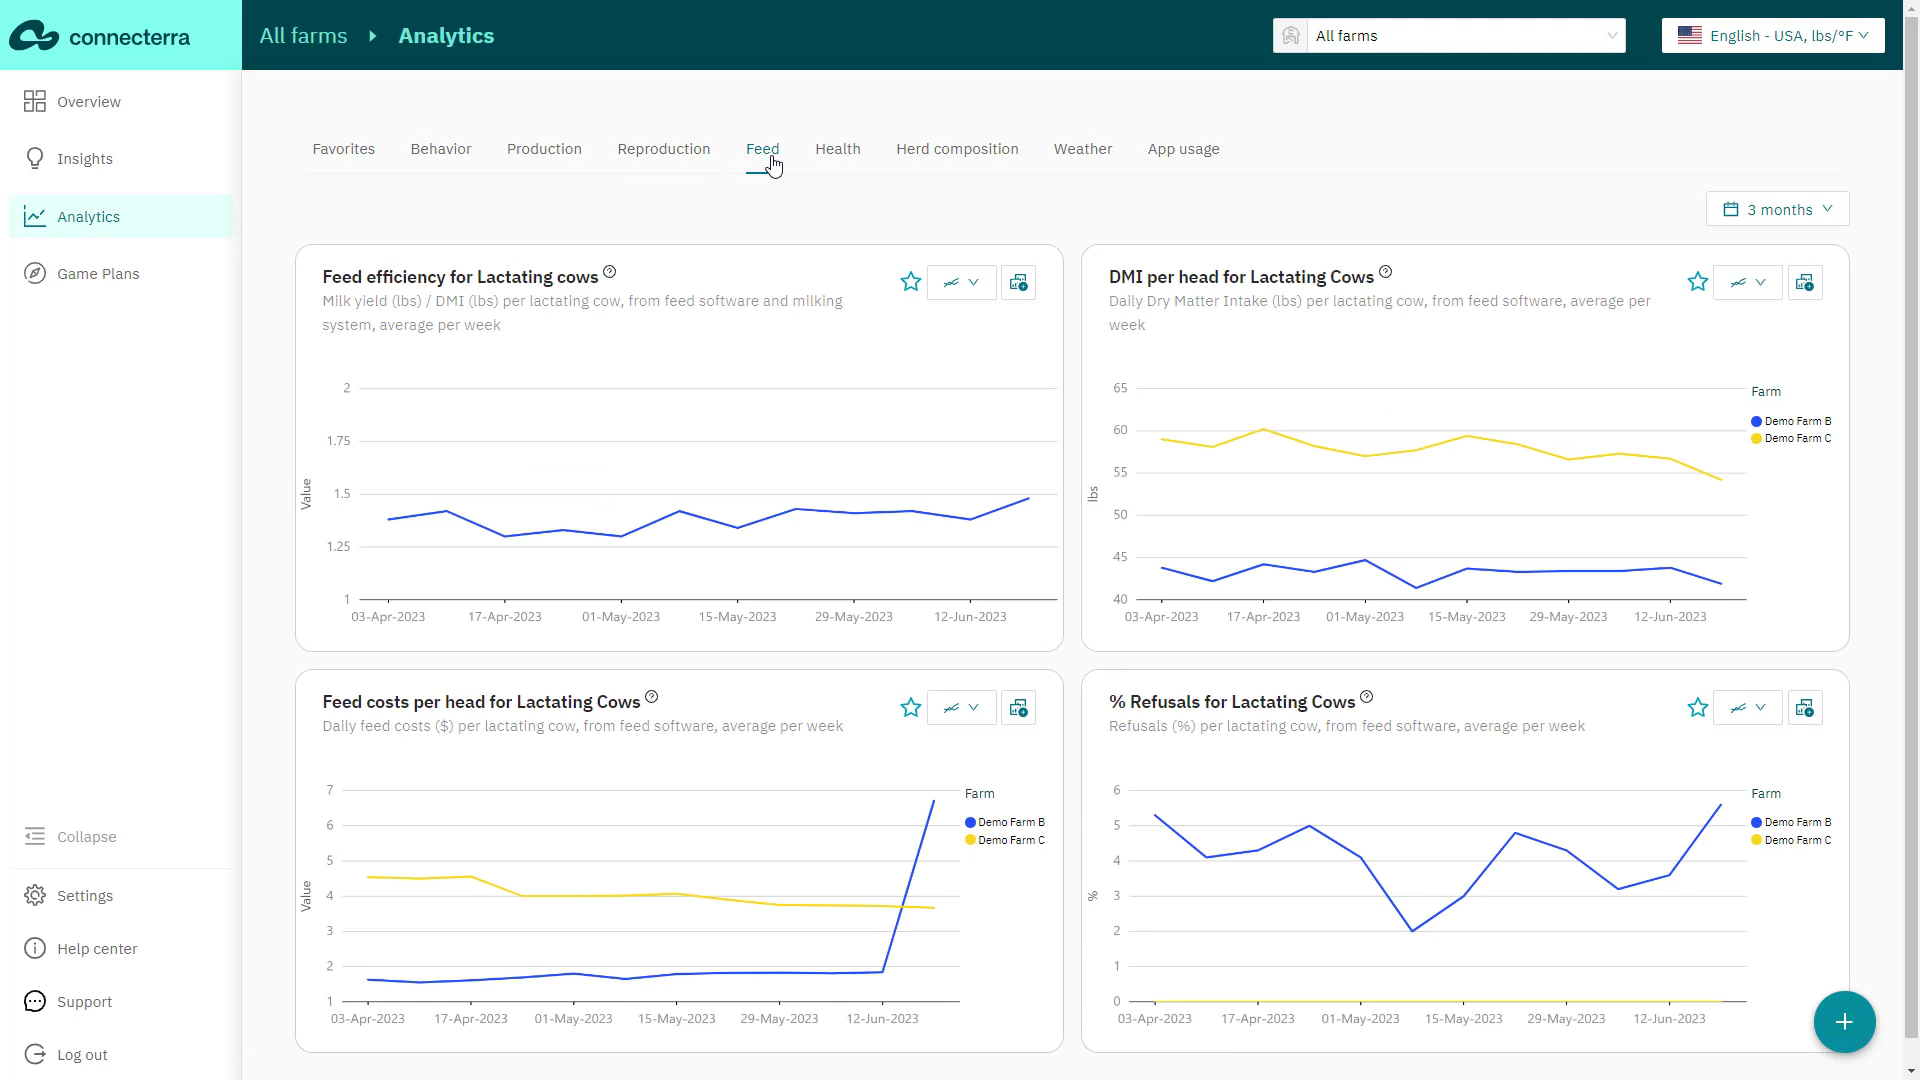 connecterra
All farms
Analytics
All farms
English - USA, lbs/°F
Overview
Insights
Analytics
Game Plans
Collapse
Settings
Help center
Support
Log out
Favorites
Behavior
Production
Reproduction
Feed
Health
Herd composition
Weather
App usage
3 months
Feed efficiency for Lactating cows
Milk yield (lbs) / DMI (lbs) per lactating cow, from feed software and milking
system, average per week
Value
2
1.75
1.5
1.25
1
03-Apr-2023
17-Apr-2023
01-May-2023
15-May-2023
29-May-2023
12-Jun-2023
DMI per head for Lactating Cows
Daily Dry Matter Intake (lbs) per lactating cow, from feed software, average per
week
lbs
65
60
55
50
45
40
03-Apr-2023
17-Apr-2023
01-May-2023
15-May-2023
29-May-2023
12-Jun-2023
Farm
Demo Farm B
Demo Farm C
Feed costs per head for Lactating Cows
Daily feed costs ($) per lactating cow, from feed software, average per week
Value
7
6
5
4
3
2
1
03-Apr-2023
17-Apr-2023
01-May-2023
15-May-2023
29-May-2023
12-Jun-2023
Farm
Demo Farm B
Demo Farm C
% Refusals for Lactating Cows
Refusals (%) per lactating cow, from feed software, average per week
%
6
5
4
3
2
1
0
03-Apr-2023
17-Apr-2023
01-May-2023
15-May-2023
29-May-2023
12-Jun-2023
Farm
Demo Farm B
Demo Farm C